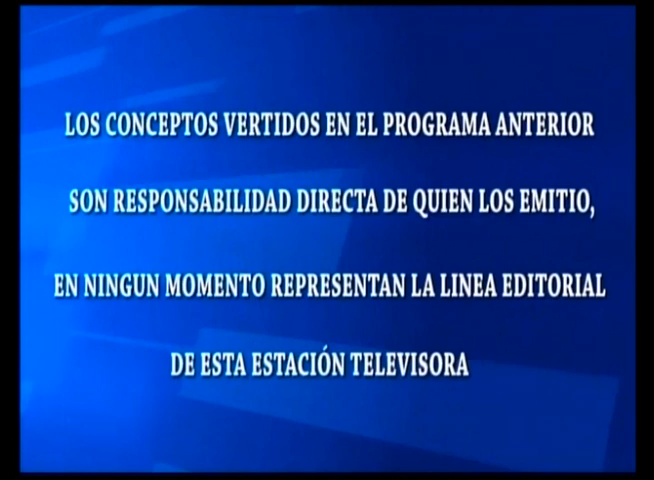 LOS CONCEPTOS VERTIDOS EN EL PROGRAMA ANTERIOR
SON RESPONSABILIDAD DIRECTA DE QUIEN LOS EMITIO,
EN NINGUN MOMENTO REPRESENTAN LA LINEA EDITORIAL
DE ESTA ESTACIÓN TELEVISORA